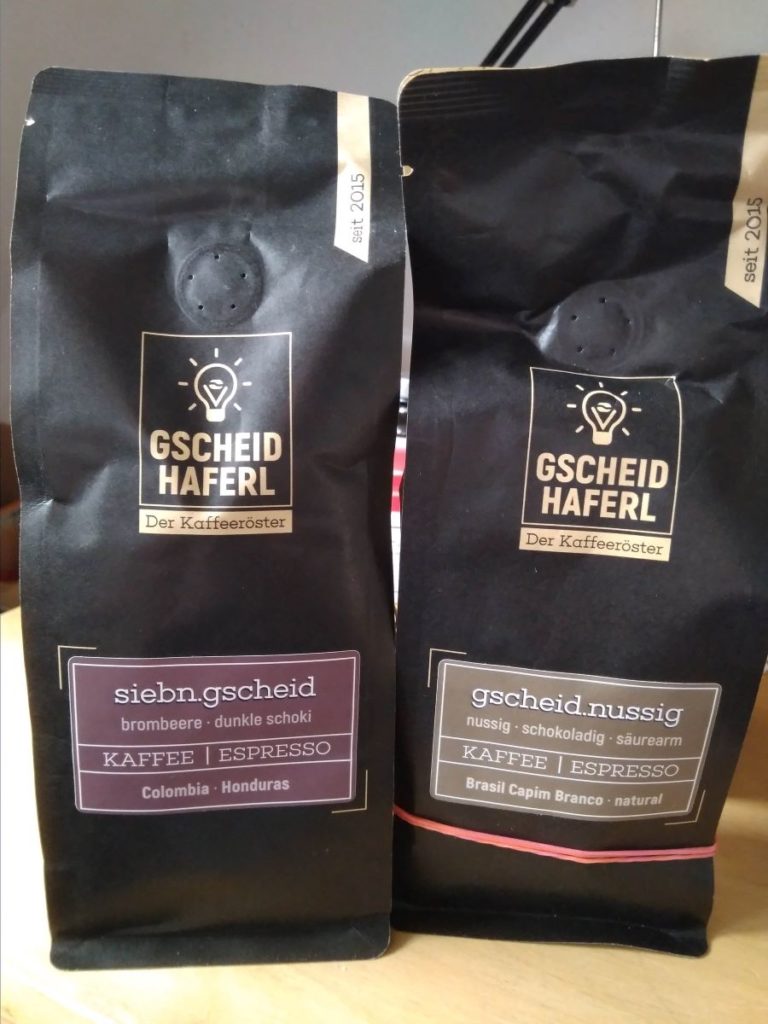 seit 2015
GSCHEID
HAFERL
Der Kaffeeröster
siebn.gscheid
brombeere · dunkle schoki
KAFFEE | ESPRESSO
Colombia · Honduras
seit 2015
GSCHEID
HAFERL
Der Kaffeeröster
gscheid.nussig
nussig · schokoladig · säurearm
KAFFEE | ESPRESSO
Brasil Capim Branco · natural